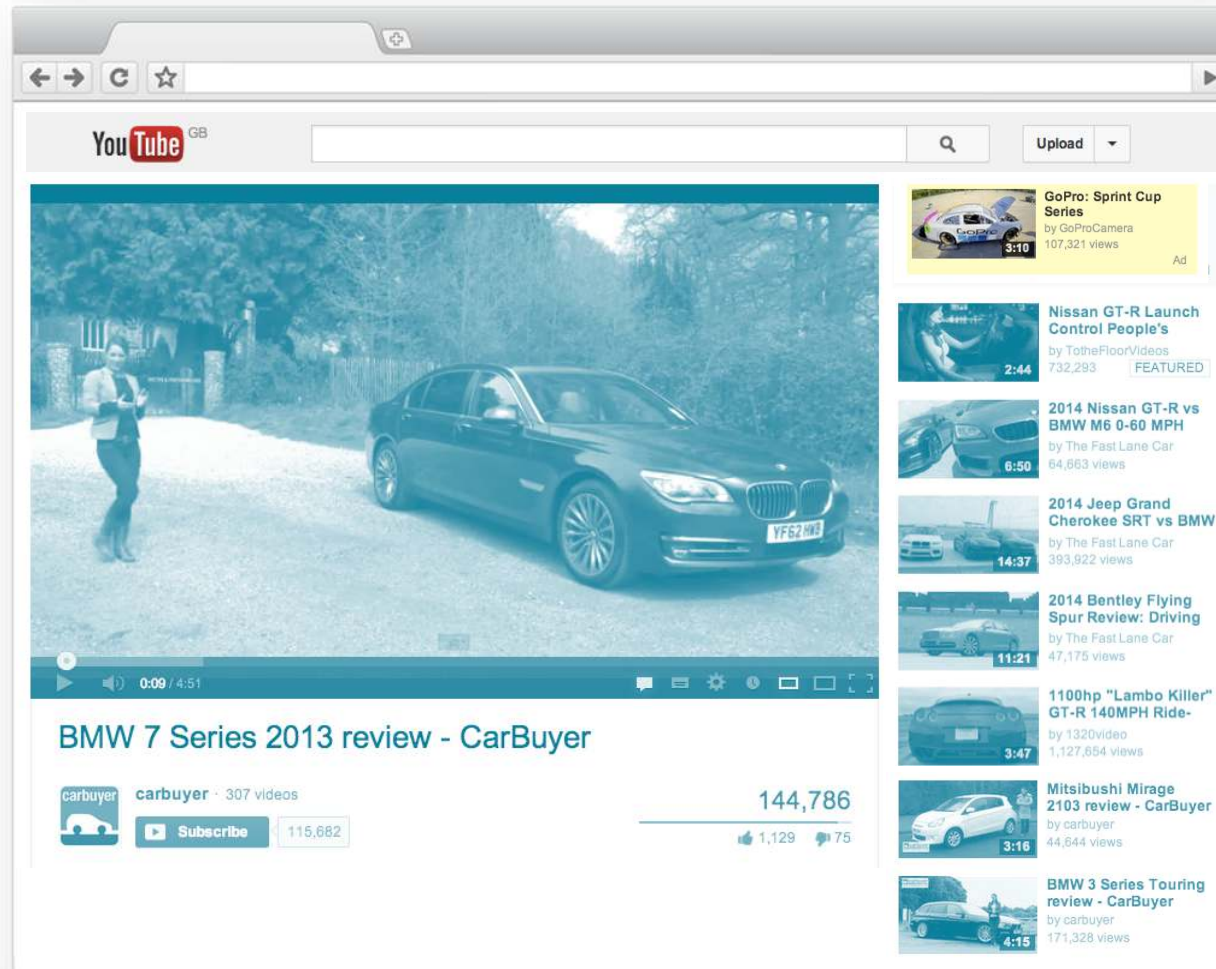 YouTube GB
Upload
YF62 HWB
0:09 / 4:51
BMW 7 Series 2013 review - CarBuyer
carbuyer
carbuyer · 307 videos
Subscribe
115,682
144,786
1,129
75
GoPro
3:10
GoPro: Sprint Cup
Series
by GoProCamera
107,321 views
Ad
2:44
Nissan GT-R Launch
Control People's
by TotheFloorVideos
732,293
FEATURED
6:50
2014 Nissan GT-R vs
BMW M6 0-60 MPH
by The Fast Lane Car
64,663 views
14:37
2014 Jeep Grand
Cherokee SRT vs BMW
by The Fast Lane Car
393,922 views
11:21
2014 Bentley Flying
Spur Review: Driving
by The Fast Lane Car
47,175 views
3:47
1100hp "Lambo Killer"
GT-R 140MPH Ride-
by 1320video
1,127,654 views
3:16
Mitsibushi Mirage
2103 review - CarBuyer
by carbuyer
44,644 views
4:15
BMW 3 Series Touring
review - CarBuyer
by carbuyer
171,328 views